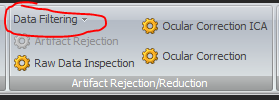 Data Filtering
Artifact Rejection
Raw Data Inspection
Ocular Correction ICA
Ocular Correction
Artifact Rejection/Reduction